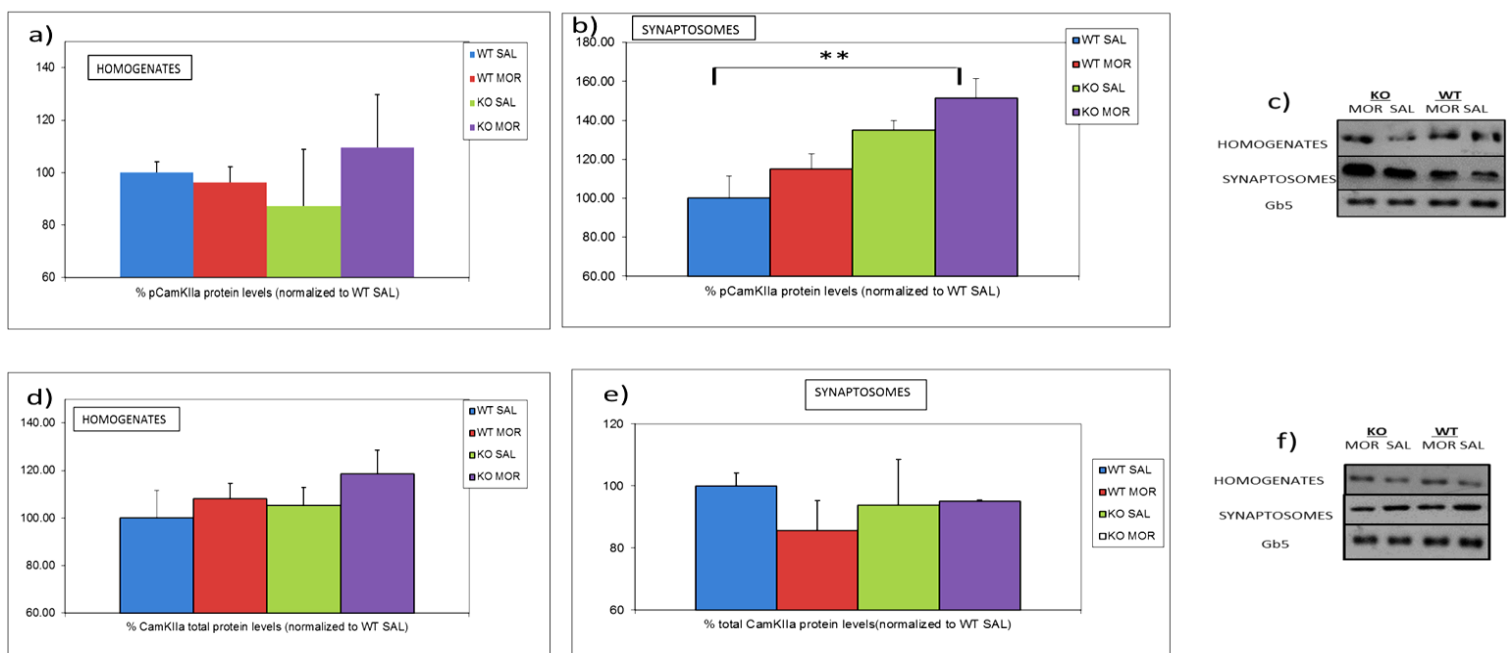 a)
HOMOGENATES
140
120
100
80
60
WT SAL
WT MOR
KO SAL
KO MOR
% pCamKIIa protein levels (normalized to WT SAL)
b)
SYNAPTOSOMES
180.00
160.00
140.00
120.00
100.00
80.00
60.00
**
WT SAL
WT MOR
KO SAL
KO MOR
% pCamKIIa protein levels (normalized to WT SAL)
c)
KO WT
MOR SAL MOR SAL
HOMOGENATES
SYNAPTOSOMES
Gb5
d)
HOMOGENATES
140.00
120.00
100.00
80.00
60.00
WT SAL
WT MOR
KO SAL
KO MOR
% CamKIIa total protein levels (normalized to WT SAL)
e)
SYNAPTOSOMES
120
100
80
60
WT SAL
WT MOR
KO SAL
KO MOR
% total CamKIIa protein levels(normalized to WT SAL)
f)
KO WT
MOR SAL MOR SAL
HOMOGENATES
SYNAPTOSOMES
Gb5